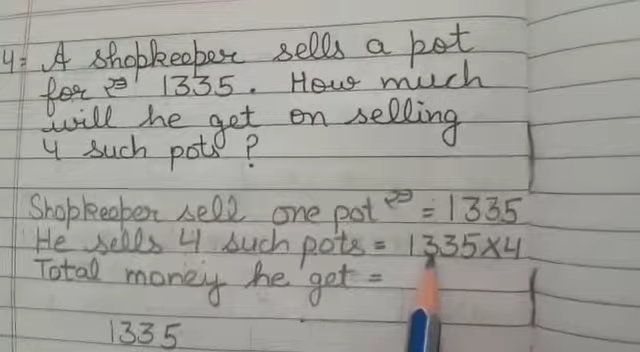 4= A shopkeeper sells a pot
for ₹ 1335. How much
will he get on selling
4 such pots ?
Shopkeeper sell one pot ₹ = 1335
He sells 4 such pots = 1335×4
Total money he get =
1335